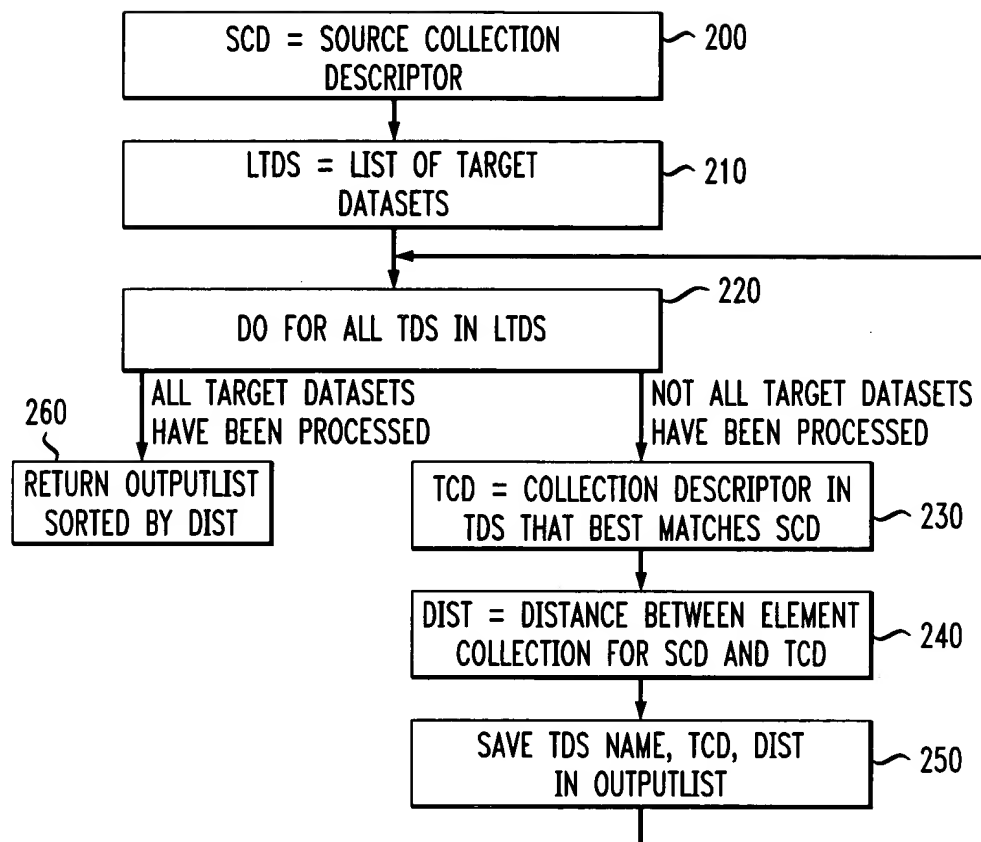 SCD = SOURCE COLLECTION
DESCRIPTOR
200
LTDS = LIST OF TARGET
DATASETS
210
DO FOR ALL TDS IN LTDS
220
ALL TARGET DATASETS
HAVE BEEN PROCESSED
NOT ALL TARGET DATASETS
HAVE BEEN PROCESSED
260
RETURN OUTPUTLIST
SORTED BY DIST
TCD = COLLECTION DESCRIPTOR IN
TDS THAT BEST MATCHES SCD
230
DIST = DISTANCE BETWEEN ELEMENT
COLLECTION FOR SCD AND TCD
240
SAVE TDS NAME, TCD, DIST
IN OUTPUTLIST
250